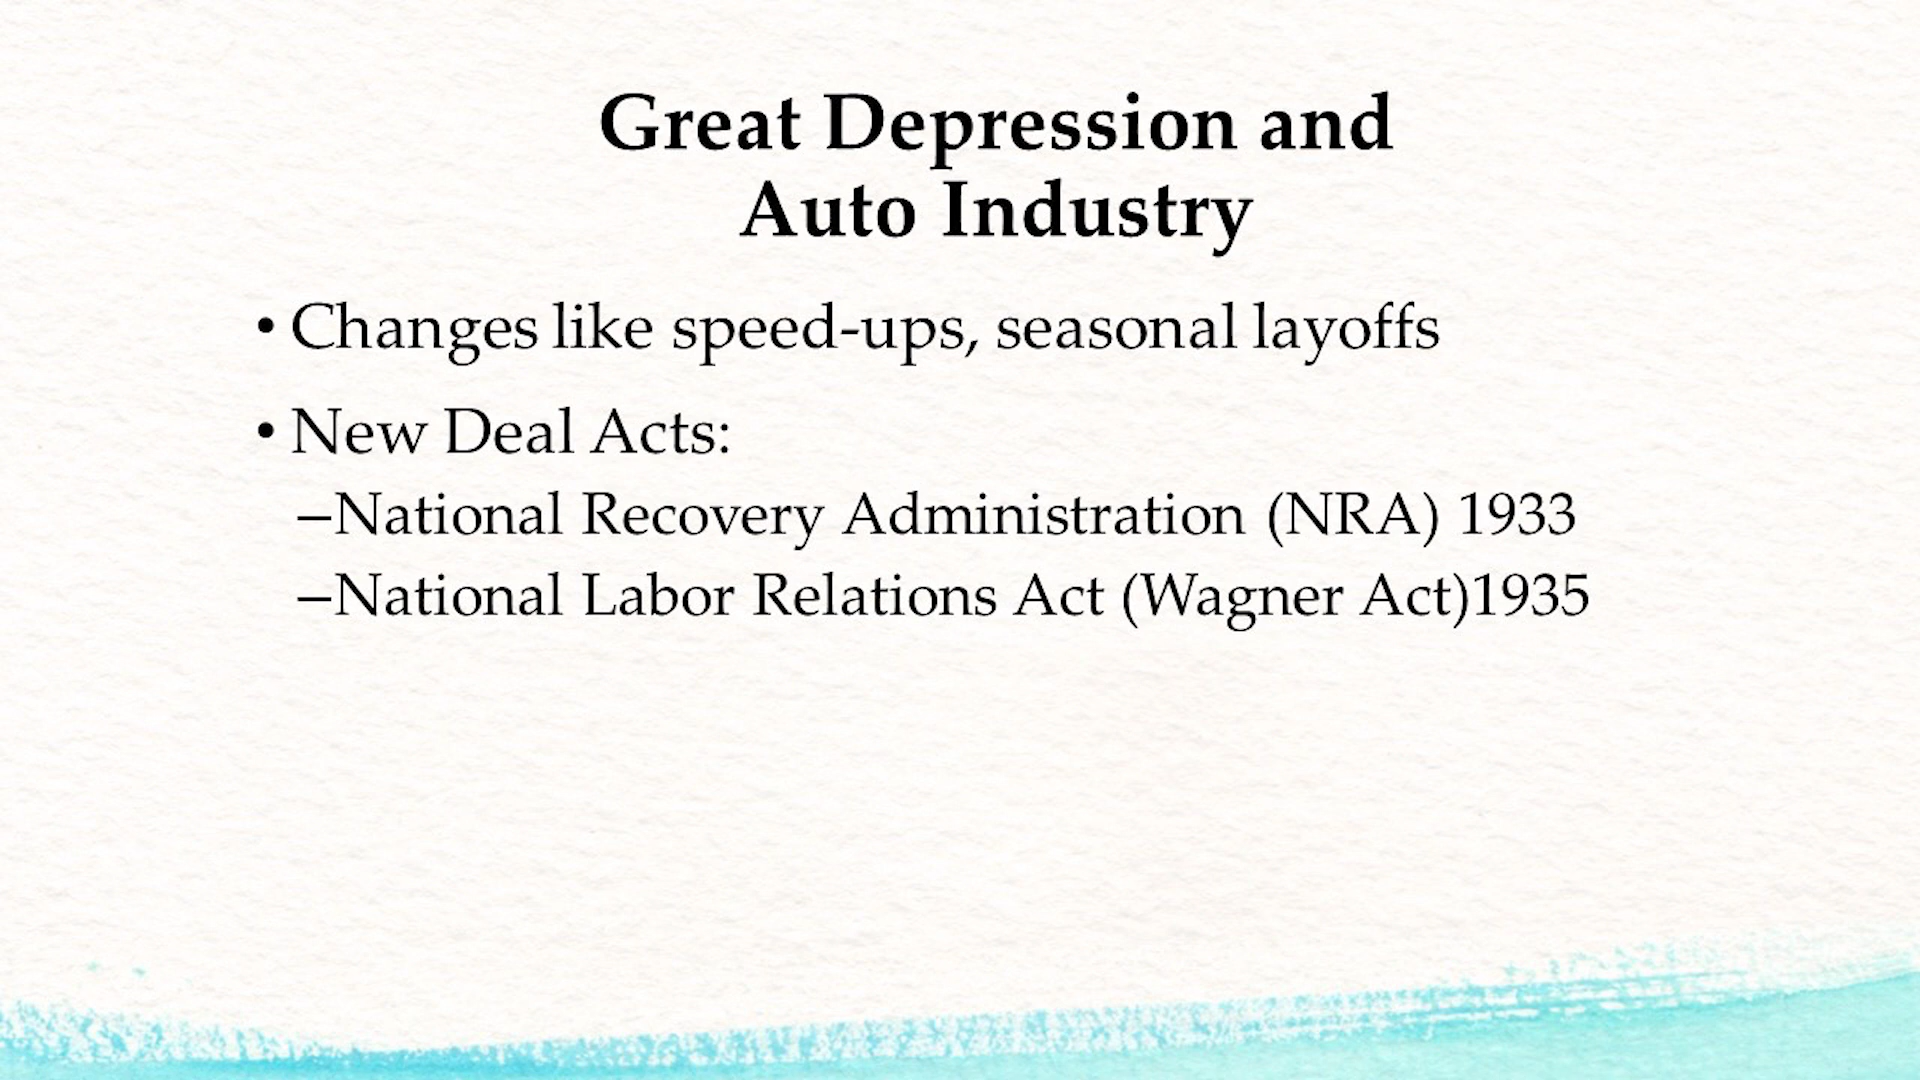 Great Depression and
Auto Industry
• Changes like speed-ups, seasonal layoffs
• New Deal Acts:
–National Recovery Administration (NRA) 1933
–National Labor Relations Act (Wagner Act)1935